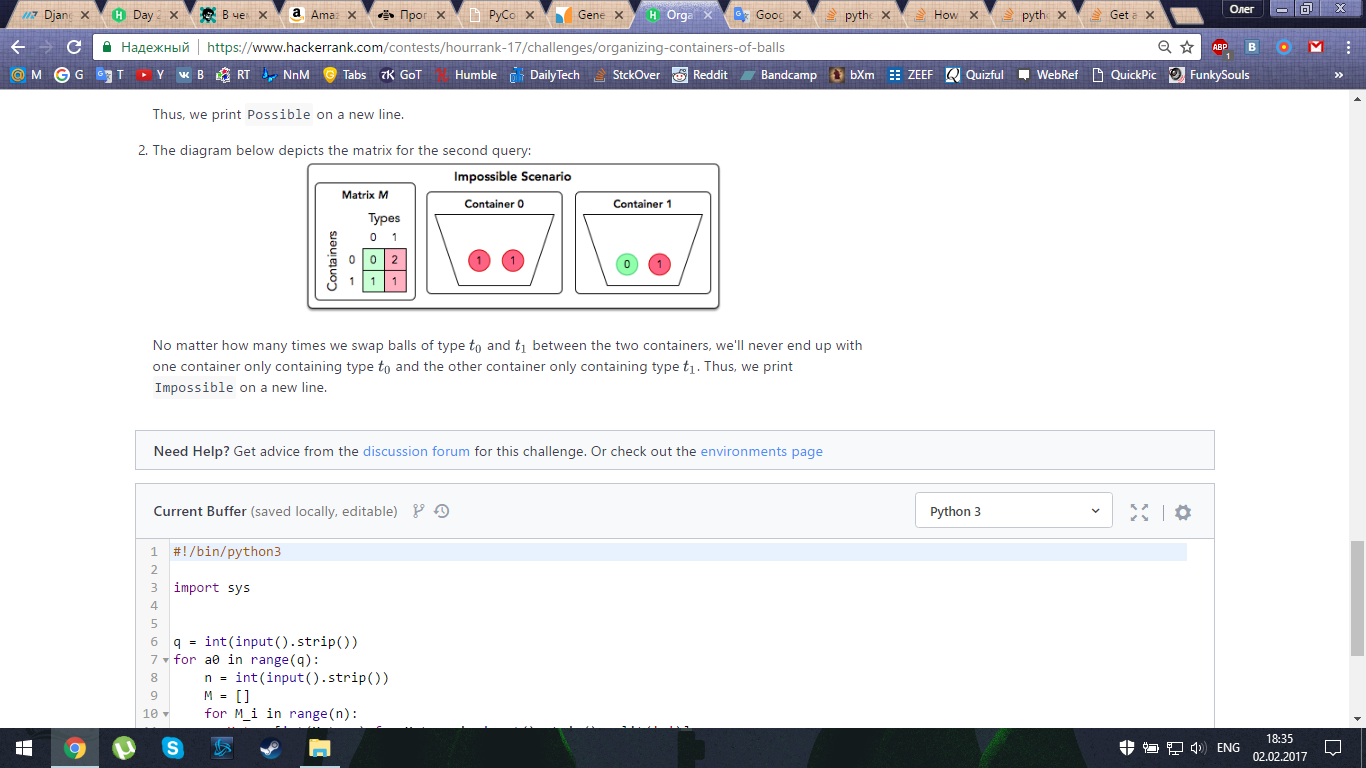 Djan
Day 2
В чег
Amaz
Прог
PyCo
Gene
Orga
Goog
pytho
How
pytho
Get a
Олег
Надежный
https://www.hackerrank.com/contests/hourrank-17/challenges/organizing-containers-of-balls
M G T Y В RT NnM Tabs GoT Humble DailyTech StckOver Reddit Bandcamp bXm ZEEF Quizful WebRef QuickPic FunkySouls »
Thus, we print Possible on a new line.
2. The diagram below depicts the matrix for the second query:
Impossible Scenario
Matrix M
Types
0 1
Containers
0 0 2
1 1 1
Container 0
1 1
Container 1
0 1
No matter how many times we swap balls of type t0 and t1 between the two containers, we'll never end up with
one container only containing type t0 and the other container only containing type t1. Thus, we print
Impossible on a new line.
Need Help? Get advice from the discussion forum for this challenge. Or check out the environments page
Current Buffer (saved locally, editable)
Python 3
1 #!/bin/python3
2
3 import sys
4
5
6 q = int(input().strip())
7 for a0 in range(q):
8 n = int(input().strip())
9 M = []
10 for M_i in range(n):
ENG
18:35
02.02.2017